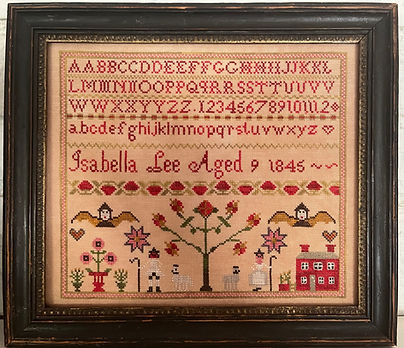 AABBCCDDEEFFGGHHIIJJKKL
LMMNNOOPPQQRRSSTTUUVV
WWXXYYZZ.123456789101112
abcdefghijklmnopqrstuvwxyz
Isabella Lee Aged 9 1845